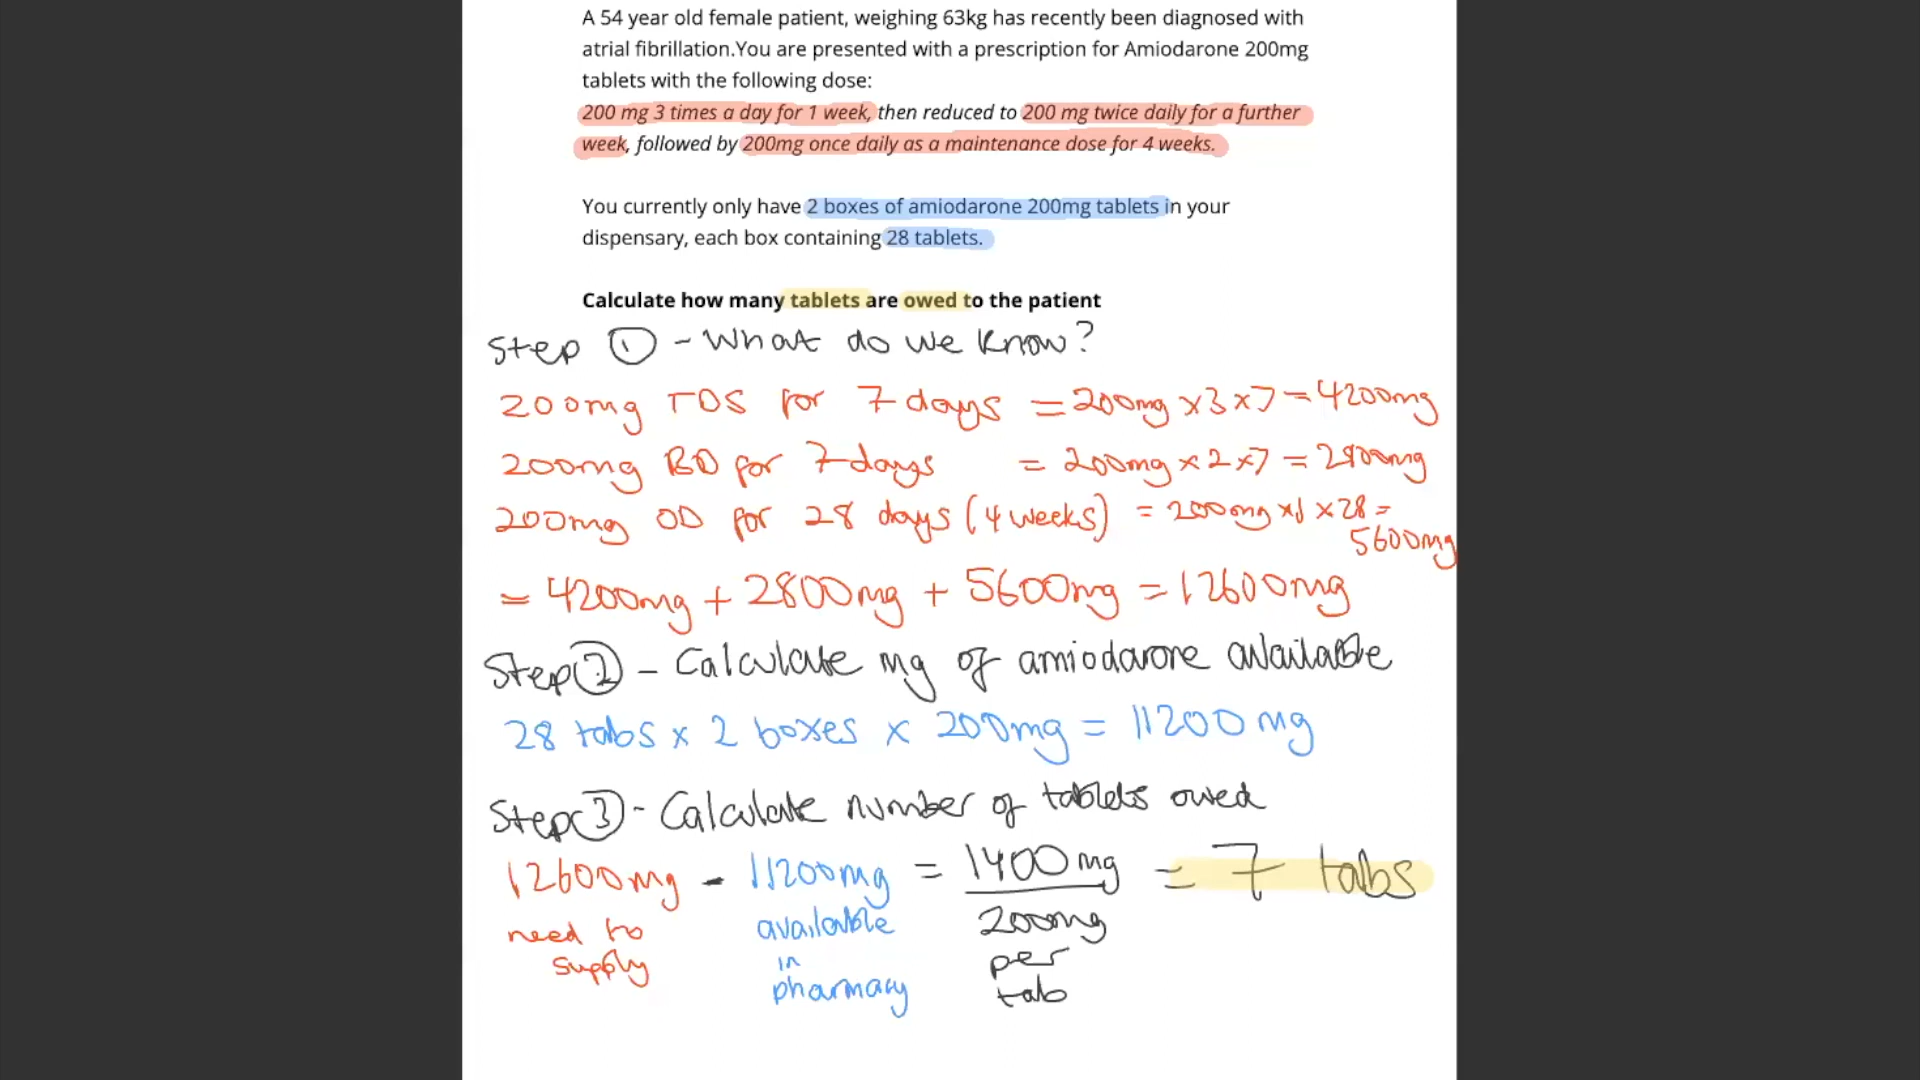 A 54 year old female patient, weighing 63kg has recently been diagnosed with
atrial fibrillation.You are presented with a prescription for Amiodarone 200mg
tablets with the following dose:
200 mg 3 times a day for 1 week, then reduced to 200 mg twice daily for a further
week, followed by 200mg once daily as a maintenance dose for 4 weeks.
You currently only have 2 boxes of amiodarone 200mg tablets in your
dispensary, each box containing 28 tablets.
Calculate how many tablets are owed to the patient
Step 1 - What do we know?
200mg TDS for 7 days = 200mg x 3 x 7 = 4200mg
200mg BD for 7 days = 200mg x 2 x 7 = 2800mg
200mg OD for 28 days (4 weeks) = 200mg x 1 x 28 =
5600mg
= 4200mg + 2800mg + 5600mg = 12600mg
Step 2 - Calculate mg of amiodarone available
28 tabs x 2 boxes x 200mg = 11200mg
Step 3 - Calculate number of tablets owed
12600mg - 11200mg = 1400mg = 7 tabs
need to available 200mg
supply in per
pharmacy tab